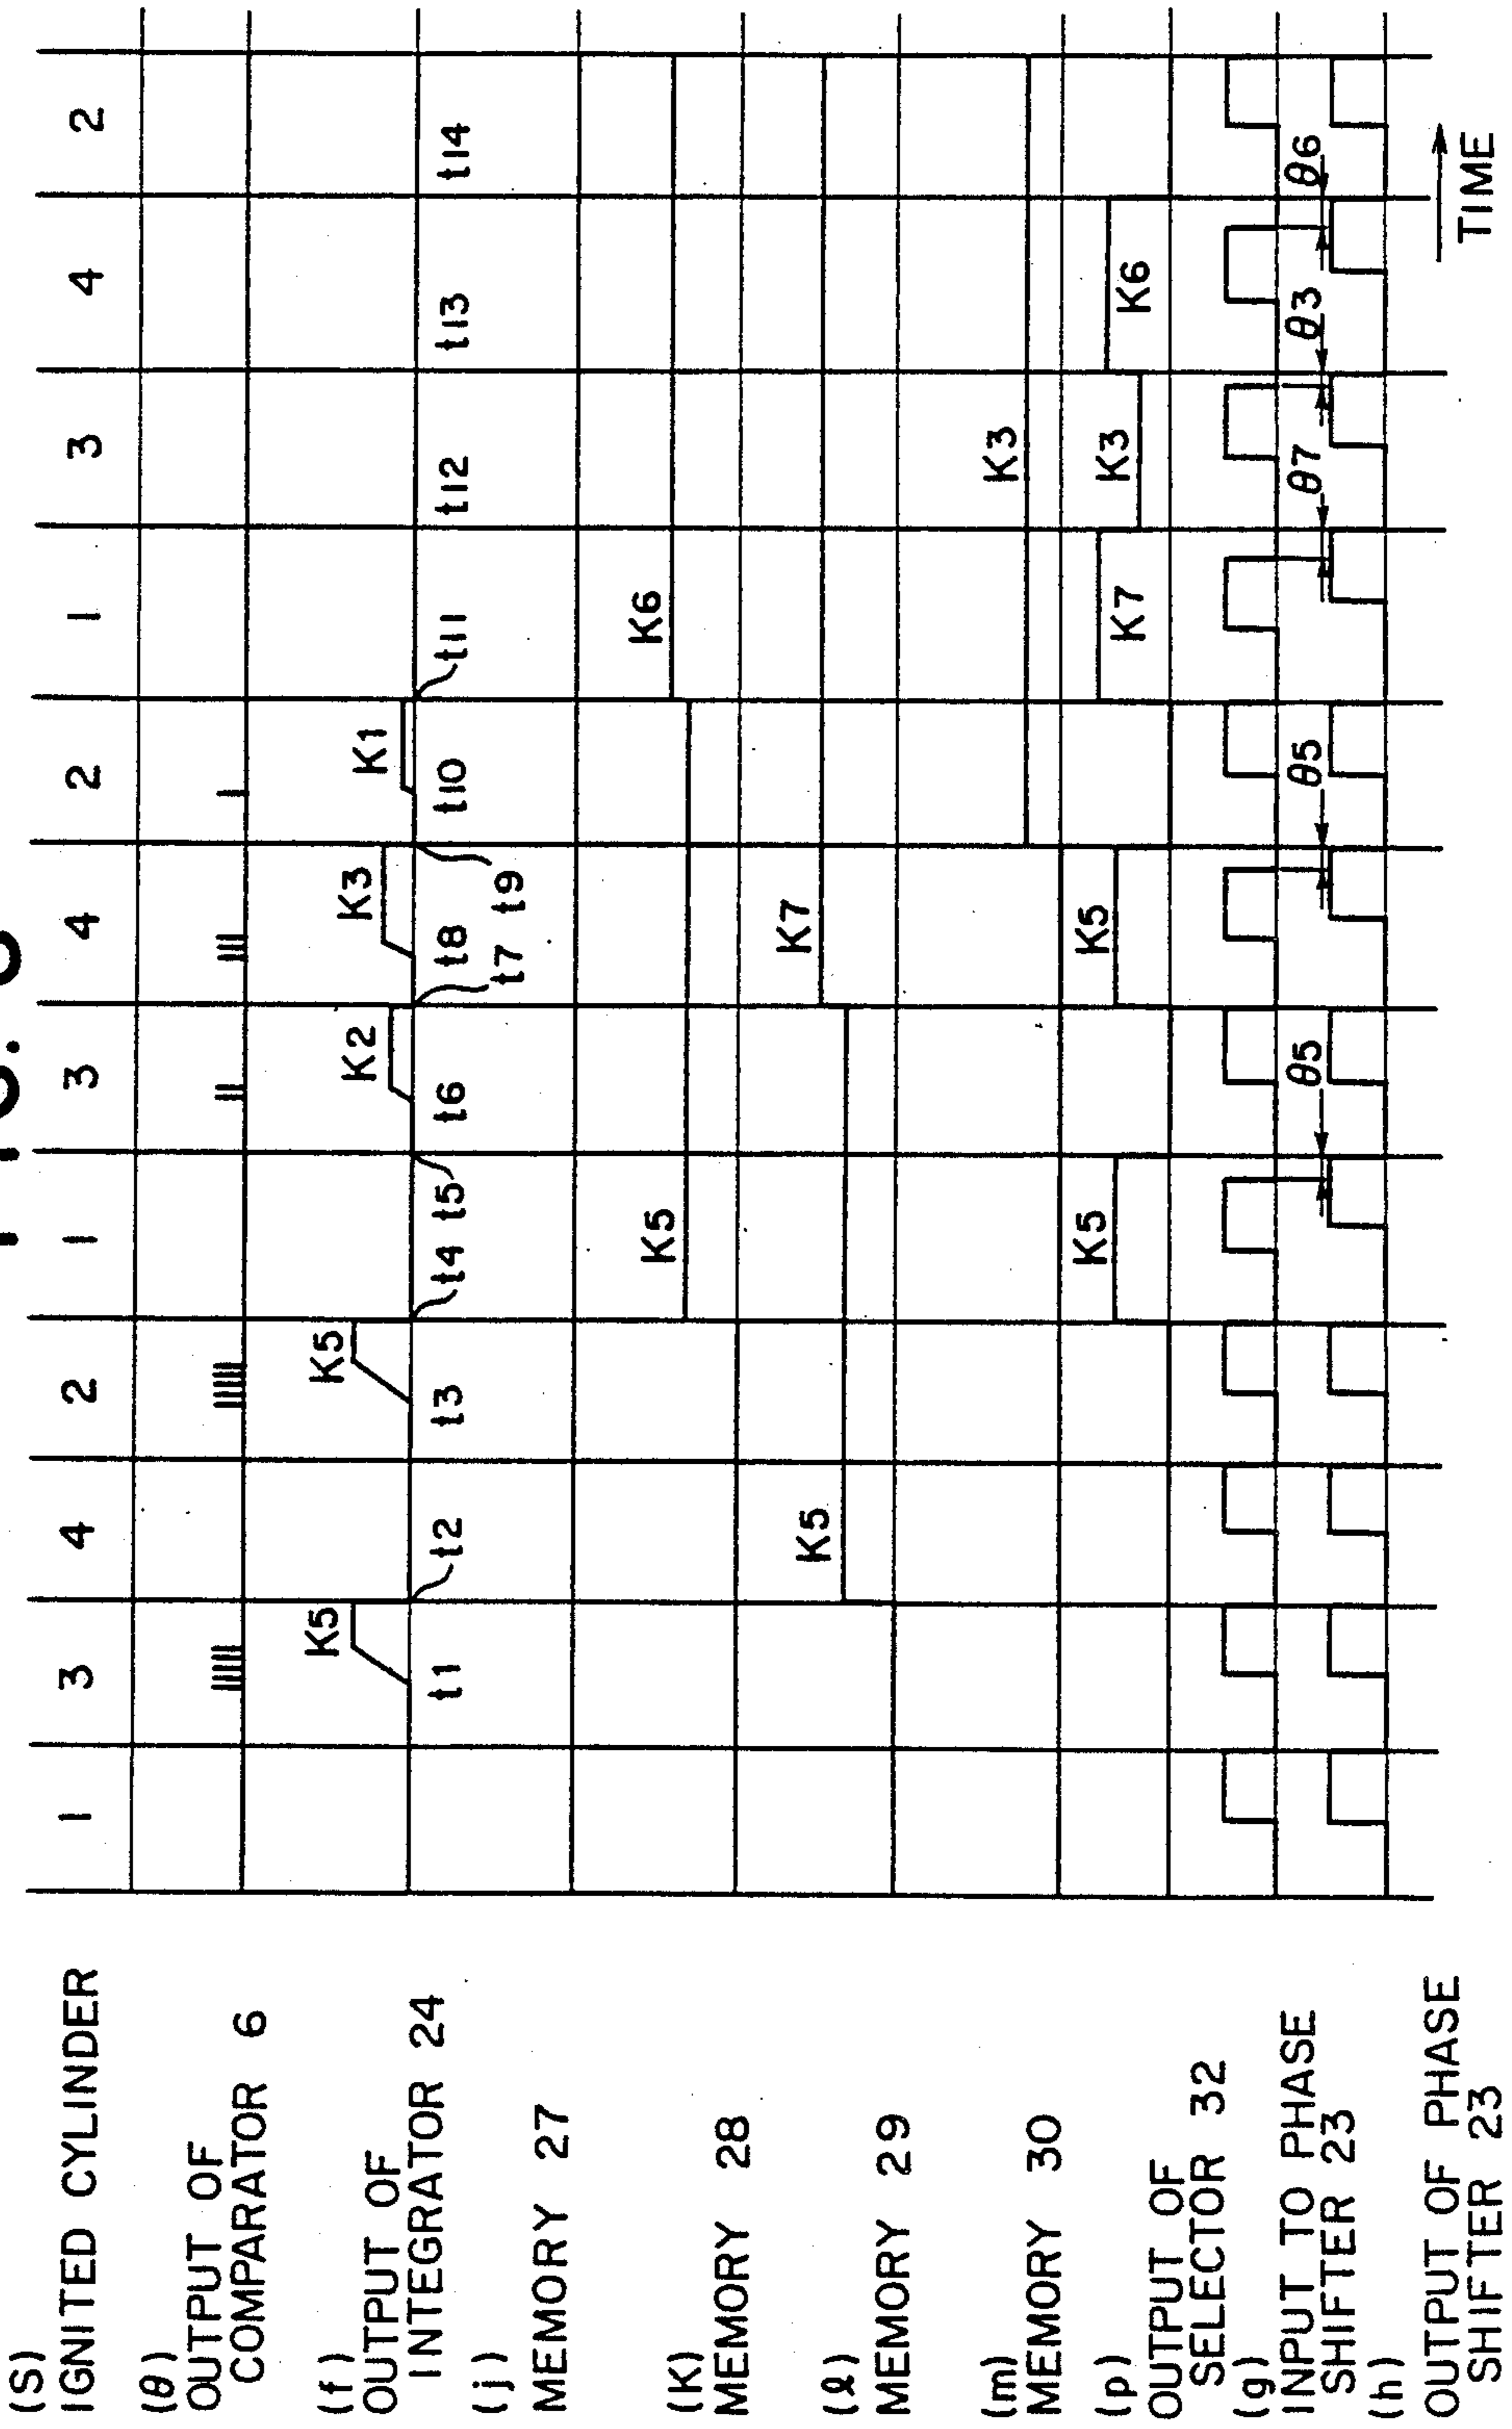 (S)
IGNITED CYLINDER
1 3 4 2 1 3 4 2 1 3 4 2
(θ)
OUTPUT OF
COMPARATOR 6
(f)
OUTPUT OF
INTEGRATOR 24
K5 K5 K2 K3 K1
t1 t2 t3 t4 t5 t6 t8 t10 t11 t12 t13 t14
t7 t9
(j)
MEMORY 27
K5 K6
(K)
MEMORY 28
K5 K7
(ℓ)
MEMORY 29
K3
(m)
MEMORY 30
K5 K5 K7 K3 K6
(p)
OUTPUT OF
SELECTOR 32
(g)
INPUT TO PHASE
SHIFTER 23
θ5 θ5 θ7 θ3 θ6
(h)
OUTPUT OF PHASE
SHIFTER 23
TIME